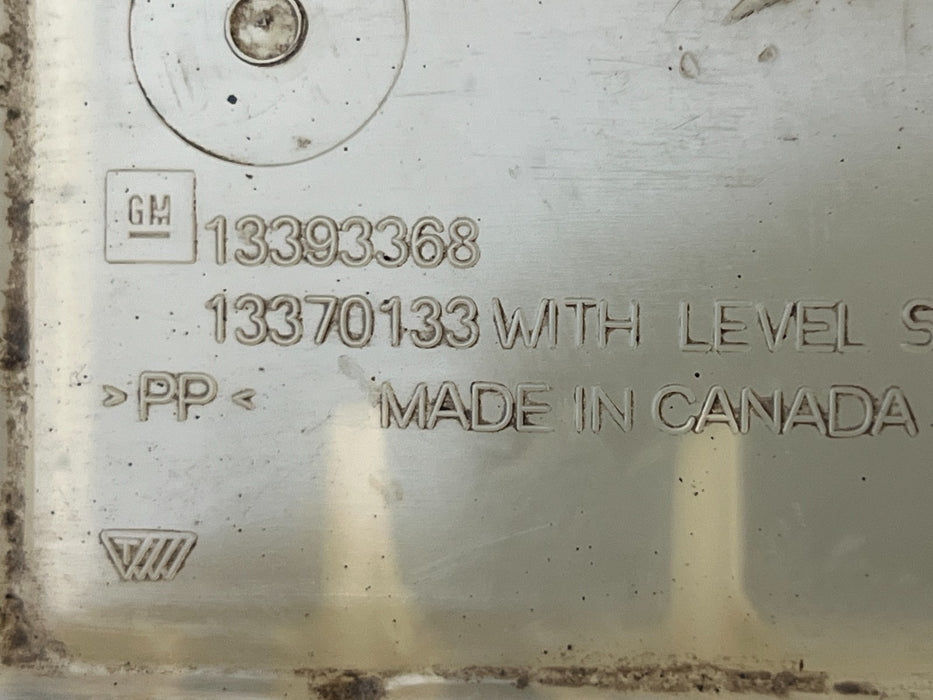 GM
13393368
13370133 WITH LEVEL S
>PP< MADE IN CANADA